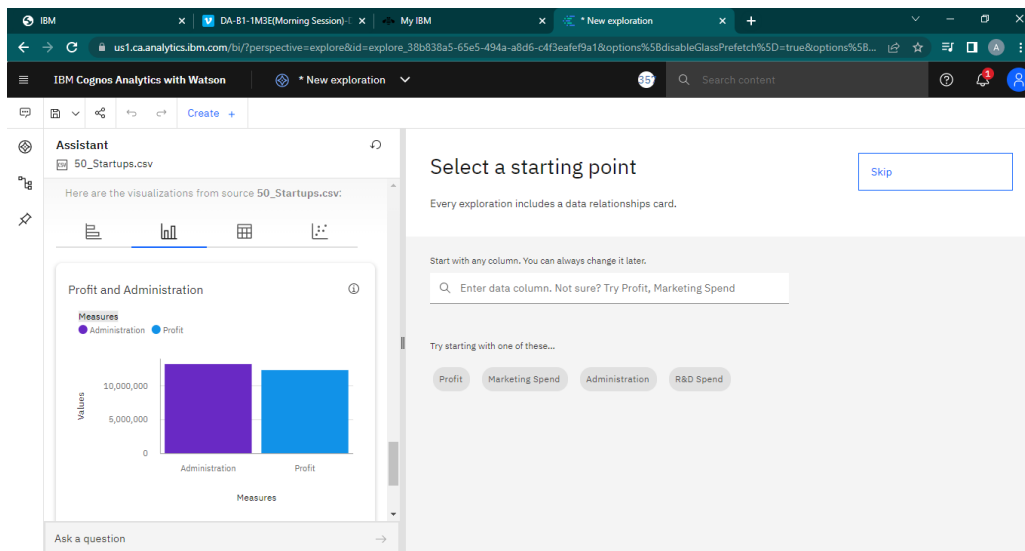 IBM
DA-B1-1M3E(Morning Session)-D
My IBM
* New exploration
us1.ca.analytics.ibm.com/bi/?perspective=explore&id=explore_38b838a5-65e5-494a-a8d6-c4f3eafef9a1&options%5BdisableGlassPrefetch%5D=true&options%5B...
A
IBM Cognos Analytics with Watson
* New exploration
357
Search content
1
Create +
Assistant
CSV 50_Startups.csv
Here are the visualizations from source 50_Startups.csv:
Profit and Administration
Measures
Administration Profit
10,000,000
5,000,000
0
Values
Administration Profit
Measures
Ask a question
Select a starting point
Skip
Every exploration includes a data relationships card.
Start with any column. You can always change it later.
Enter data column. Not sure? Try Profit, Marketing Spend
Try starting with one of these...
Profit Marketing Spend Administration R&D Spend